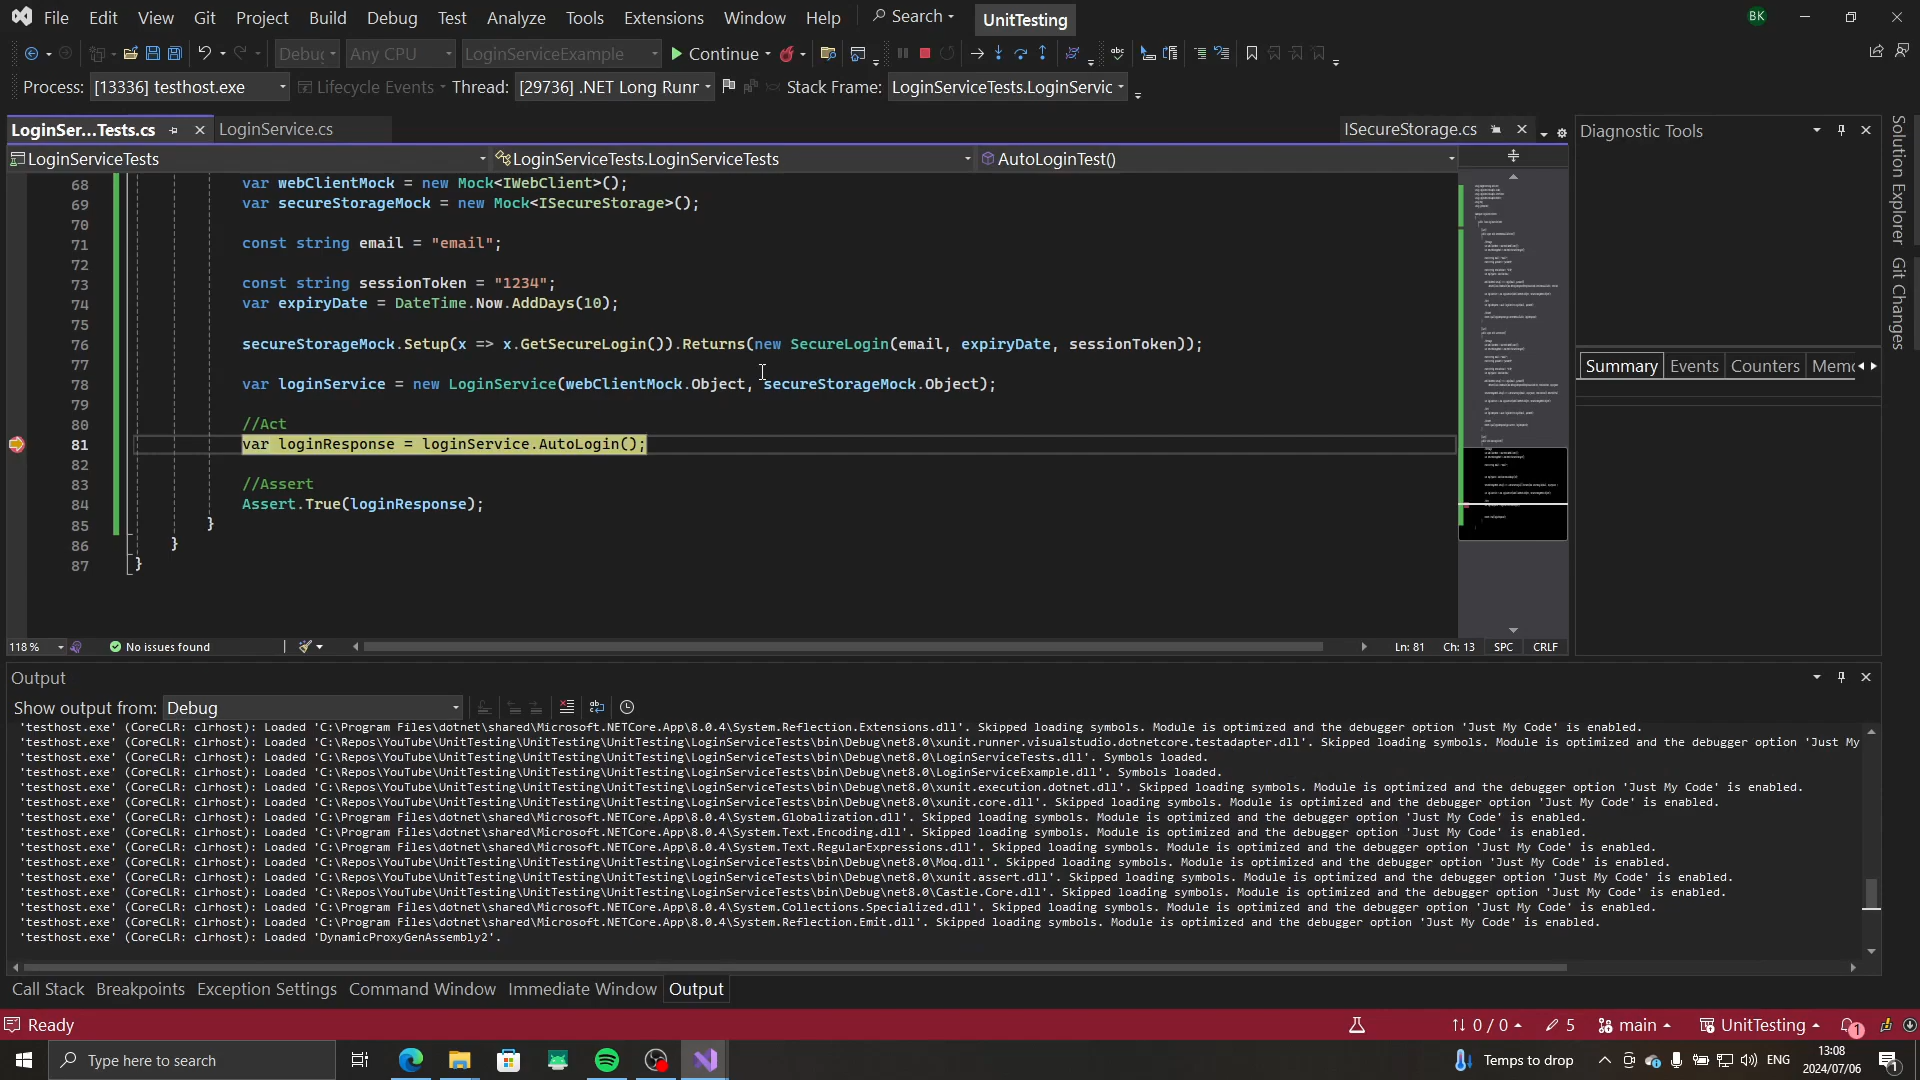 File Edit View Git Project Build Debug Test Analyze Tools Extensions Window Help Search UnitTesting BK
Debug Any CPU LoginServiceExample Continue
Process: [13336] testhost.exe Lifecycle Events Thread: [29736] .NET Long Runr Stack Frame: LoginServiceTests.LoginServic
LoginSer...Tests.cs LoginService.cs ISecureStorage.cs
LoginServiceTests LoginServiceTests.LoginServiceTests AutoLoginTest()
68 var webClientMock = new Mock<IWebClient>();
69 var secureStorageMock = new Mock<ISecureStorage>();
70
71 const string email = "email";
72
73 const string sessionToken = "1234";
74 var expiryDate = DateTime.Now.AddDays(10);
75
76 secureStorageMock.Setup(x => x.GetSecureLogin()).Returns(new SecureLogin(email, expiryDate, sessionToken));
77
78 var loginService = new LoginService(webClientMock.Object, secureStorageMock.Object);
79
80 //Act
81 var loginResponse = loginService.AutoLogin();
82
83 //Assert
84 Assert.True(loginResponse);
85 }
86 }
87 }
118 % No issues found Ln: 81 Ch: 13 SPC CRLF
Diagnostic Tools
Summary Events Counters Memo
Solution Explorer
Git Changes
Output
Show output from: Debug
'testhost.exe' (CoreCLR: clrhost): Loaded 'C:\Program Files\dotnet\shared\Microsoft.NETCore.App\8.0.4\System.Reflection.Extensions.dll'. Skipped loading symbols. Module is optimized and the debugger option 'Just My Code' is enabled.
'testhost.exe' (CoreCLR: clrhost): Loaded 'C:\Repos\YouTube\UnitTesting\UnitTesting\UnitTesting\LoginServiceTests\bin\Debug\net8.0\xunit.runner.visualstudio.dotnetcore.testadapter.dll'. Skipped loading symbols. Module is optimized and the debugger option 'Just My
'testhost.exe' (CoreCLR: clrhost): Loaded 'C:\Repos\YouTube\UnitTesting\UnitTesting\UnitTesting\LoginServiceTests\bin\Debug\net8.0\LoginServiceTests.dll'. Symbols loaded.
'testhost.exe' (CoreCLR: clrhost): Loaded 'C:\Repos\YouTube\UnitTesting\UnitTesting\UnitTesting\LoginServiceTests\bin\Debug\net8.0\LoginServiceExample.dll'. Symbols loaded.
'testhost.exe' (CoreCLR: clrhost): Loaded 'C:\Repos\YouTube\UnitTesting\UnitTesting\UnitTesting\LoginServiceTests\bin\Debug\net8.0\xunit.execution.dotnet.dll'. Skipped loading symbols. Module is optimized and the debugger option 'Just My Code' is enabled.
'testhost.exe' (CoreCLR: clrhost): Loaded 'C:\Repos\YouTube\UnitTesting\UnitTesting\UnitTesting\LoginServiceTests\bin\Debug\net8.0\xunit.core.dll'. Skipped loading symbols. Module is optimized and the debugger option 'Just My Code' is enabled.
'testhost.exe' (CoreCLR: clrhost): Loaded 'C:\Program Files\dotnet\shared\Microsoft.NETCore.App\8.0.4\System.Globalization.dll'. Skipped loading symbols. Module is optimized and the debugger option 'Just My Code' is enabled.
'testhost.exe' (CoreCLR: clrhost): Loaded 'C:\Program Files\dotnet\shared\Microsoft.NETCore.App\8.0.4\System.Text.Encoding.dll'. Skipped loading symbols. Module is optimized and the debugger option 'Just My Code' is enabled.
'testhost.exe' (CoreCLR: clrhost): Loaded 'C:\Program Files\dotnet\shared\Microsoft.NETCore.App\8.0.4\System.Text.RegularExpressions.dll'. Skipped loading symbols. Module is optimized and the debugger option 'Just My Code' is enabled.
'testhost.exe' (CoreCLR: clrhost): Loaded 'C:\Repos\YouTube\UnitTesting\UnitTesting\UnitTesting\LoginServiceTests\bin\Debug\net8.0\Moq.dll'. Skipped loading symbols. Module is optimized and the debugger option 'Just My Code' is enabled.
'testhost.exe' (CoreCLR: clrhost): Loaded 'C:\Repos\YouTube\UnitTesting\UnitTesting\UnitTesting\LoginServiceTests\bin\Debug\net8.0\xunit.assert.dll'. Skipped loading symbols. Module is optimized and the debugger option 'Just My Code' is enabled.
'testhost.exe' (CoreCLR: clrhost): Loaded 'C:\Repos\YouTube\UnitTesting\UnitTesting\UnitTesting\LoginServiceTests\bin\Debug\net8.0\Castle.Core.dll'. Skipped loading symbols. Module is optimized and the debugger option 'Just My Code' is enabled.
'testhost.exe' (CoreCLR: clrhost): Loaded 'C:\Program Files\dotnet\shared\Microsoft.NETCore.App\8.0.4\System.Collections.Specialized.dll'. Skipped loading symbols. Module is optimized and the debugger option 'Just My Code' is enabled.
'testhost.exe' (CoreCLR: clrhost): Loaded 'C:\Program Files\dotnet\shared\Microsoft.NETCore.App\8.0.4\System.Reflection.Emit.dll'. Skipped loading symbols. Module is optimized and the debugger option 'Just My Code' is enabled.
'testhost.exe' (CoreCLR: clrhost): Loaded 'DynamicProxyGenAssembly2'.
Call Stack Breakpoints Exception Settings Command Window Immediate Window Output
Ready 0 / 0 5 main UnitTesting 1
Type here to search Temps to drop ENG 13:08
2024/07/06 1